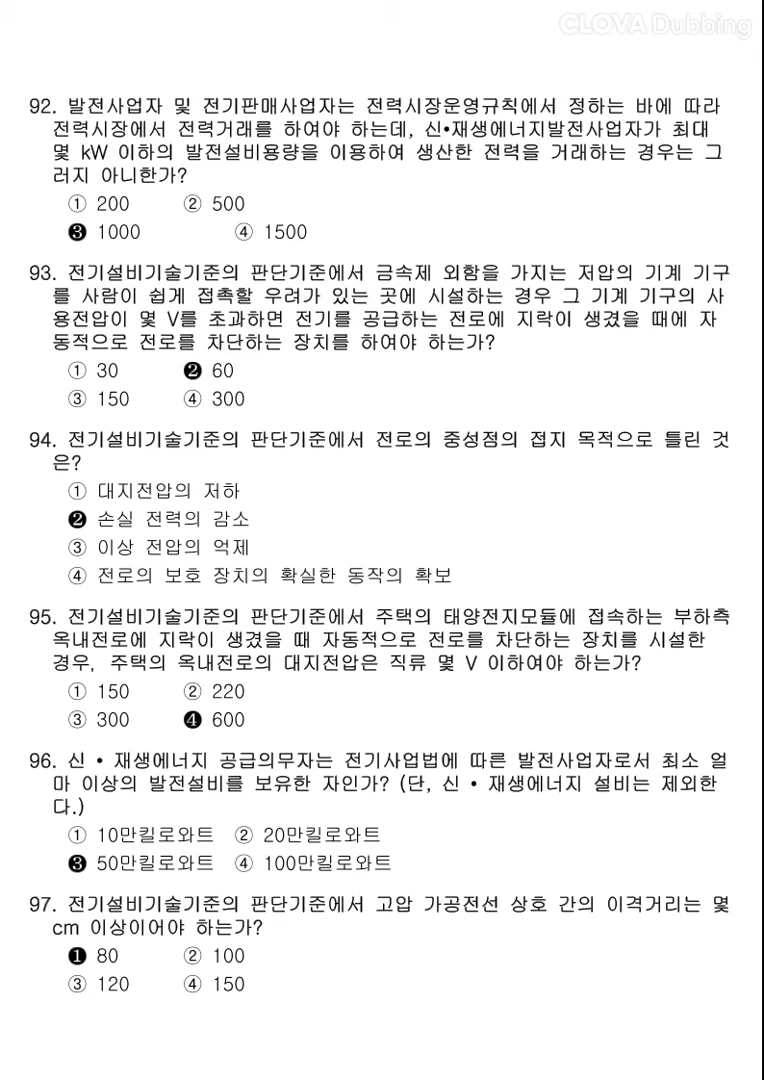 CLOVA Dubbing
92. 발전사업자 및 전기판매사업자는 전력시장운영규칙에서 정하는 바에 따라
전력시장에서 전력거래를 하여야 하는데, 신•재생에너지발전사업자가 최대
몇 kW 이하의 발전설비용량을 이용하여 생산한 전력을 거래하는 경우는 그
러지 아니한가?
① 200 ② 500
❸ 1000 ④ 1500
93. 전기설비기술기준의 판단기준에서 금속제 외함을 가지는 저압의 기계 기구
를 사람이 쉽게 접촉할 우려가 있는 곳에 시설하는 경우 그 기계 기구의 사
용전압이 몇 V를 초과하면 전기를 공급하는 전로에 지락이 생겼을 때에 자
동적으로 전로를 차단하는 장치를 하여야 하는가?
① 30 ❷ 60
③ 150 ④ 300
94. 전기설비기술기준의 판단기준에서 전로의 중성점의 접지 목적으로 틀린 것
은?
① 대지전압의 저하
❷ 손실 전력의 감소
③ 이상 전압의 억제
④ 전로의 보호 장치의 확실한 동작의 확보
95. 전기설비기술기준의 판단기준에서 주택의 태양전지모듈에 접속하는 부하측
옥내전로에 지락이 생겼을 때 자동적으로 전로를 차단하는 장치를 시설한
경우, 주택의 옥내전로의 대지전압은 직류 몇 V 이하여야 하는가?
① 150 ② 220
③ 300 ❹ 600
96. 신 • 재생에너지 공급의무자는 전기사업법에 따른 발전사업자로서 최소 얼
마 이상의 발전설비를 보유한 자인가? (단, 신 • 재생에너지 설비는 제외한
다.)
① 10만킬로와트 ② 20만킬로와트
❸ 50만킬로와트 ④ 100만킬로와트
97. 전기설비기술기준의 판단기준에서 고압 가공전선 상호 간의 이격거리는 몇
cm 이상이어야 하는가?
❶ 80 ② 100
③ 120 ④ 150